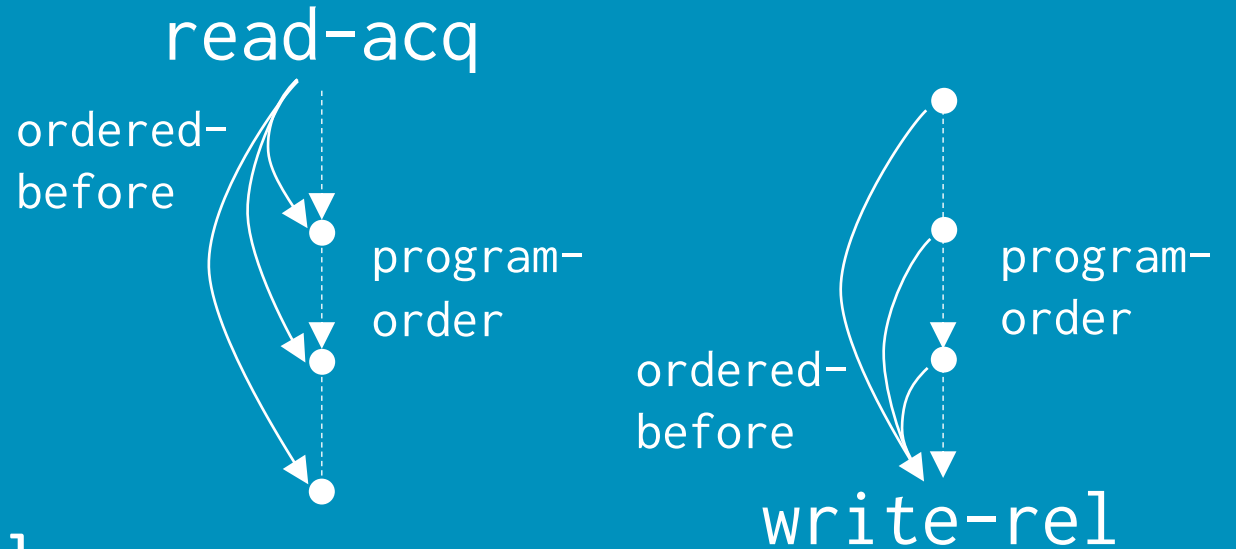 read-acq
ordered-
before
program-
order
program-
order
ordered-
before
write-rel